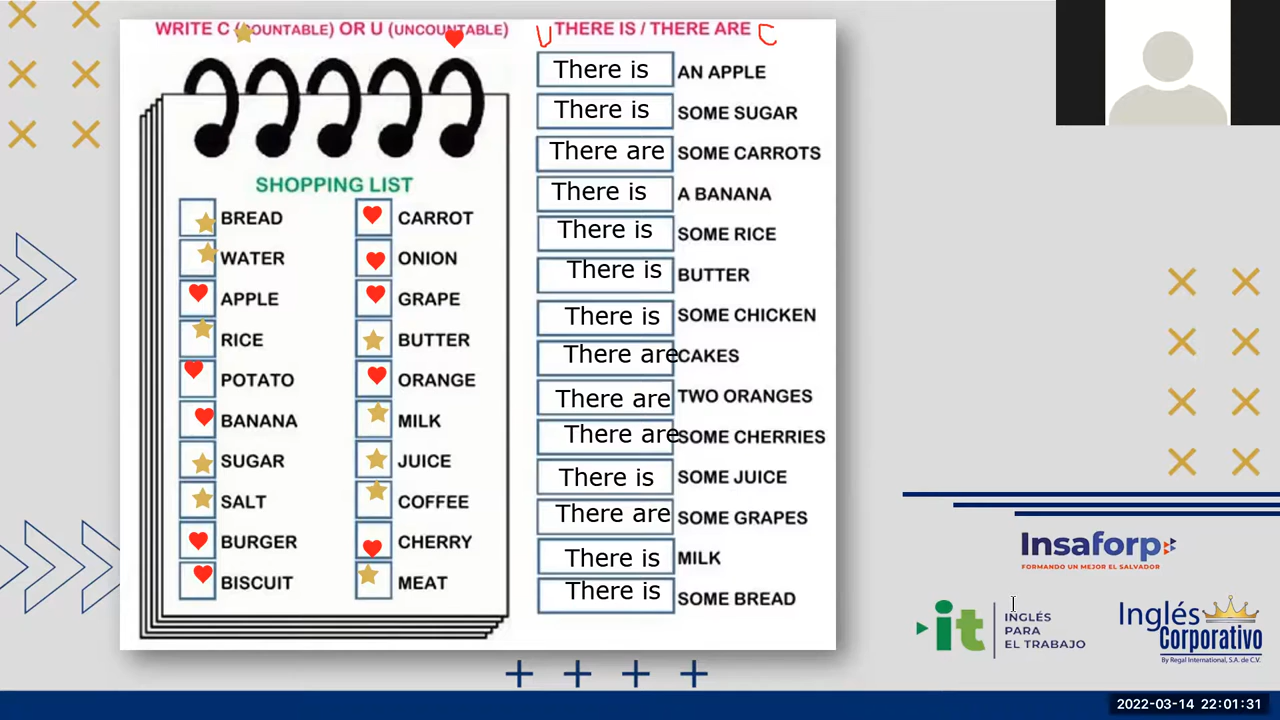 WRITE C (COUNTABLE) OR U (UNCOUNTABLE)
SHOPPING LIST
BREAD
WATER
APPLE
RICE
POTATO
BANANA
SUGAR
SALT
BURGER
BISCUIT
CARROT
ONION
GRAPE
BUTTER
ORANGE
MILK
JUICE
COFFEE
CHERRY
MEAT
U THERE IS / THERE ARE C
There is AN APPLE
There is SOME SUGAR
There are SOME CARROTS
There is A BANANA
There is SOME RICE
There is BUTTER
There is SOME CHICKEN
There are CAKES
There are TWO ORANGES
There are SOME CHERRIES
There is SOME JUICE
There are SOME GRAPES
There is MILK
There is SOME BREAD
Insaforp
FORMANDO UN MEJOR EL SALVADOR
it
INGLÉS
PARA
EL TRABAJO
Inglés
Corporativo
By Regal International, S.A. de C.V.
2022-03-14 22:01:31